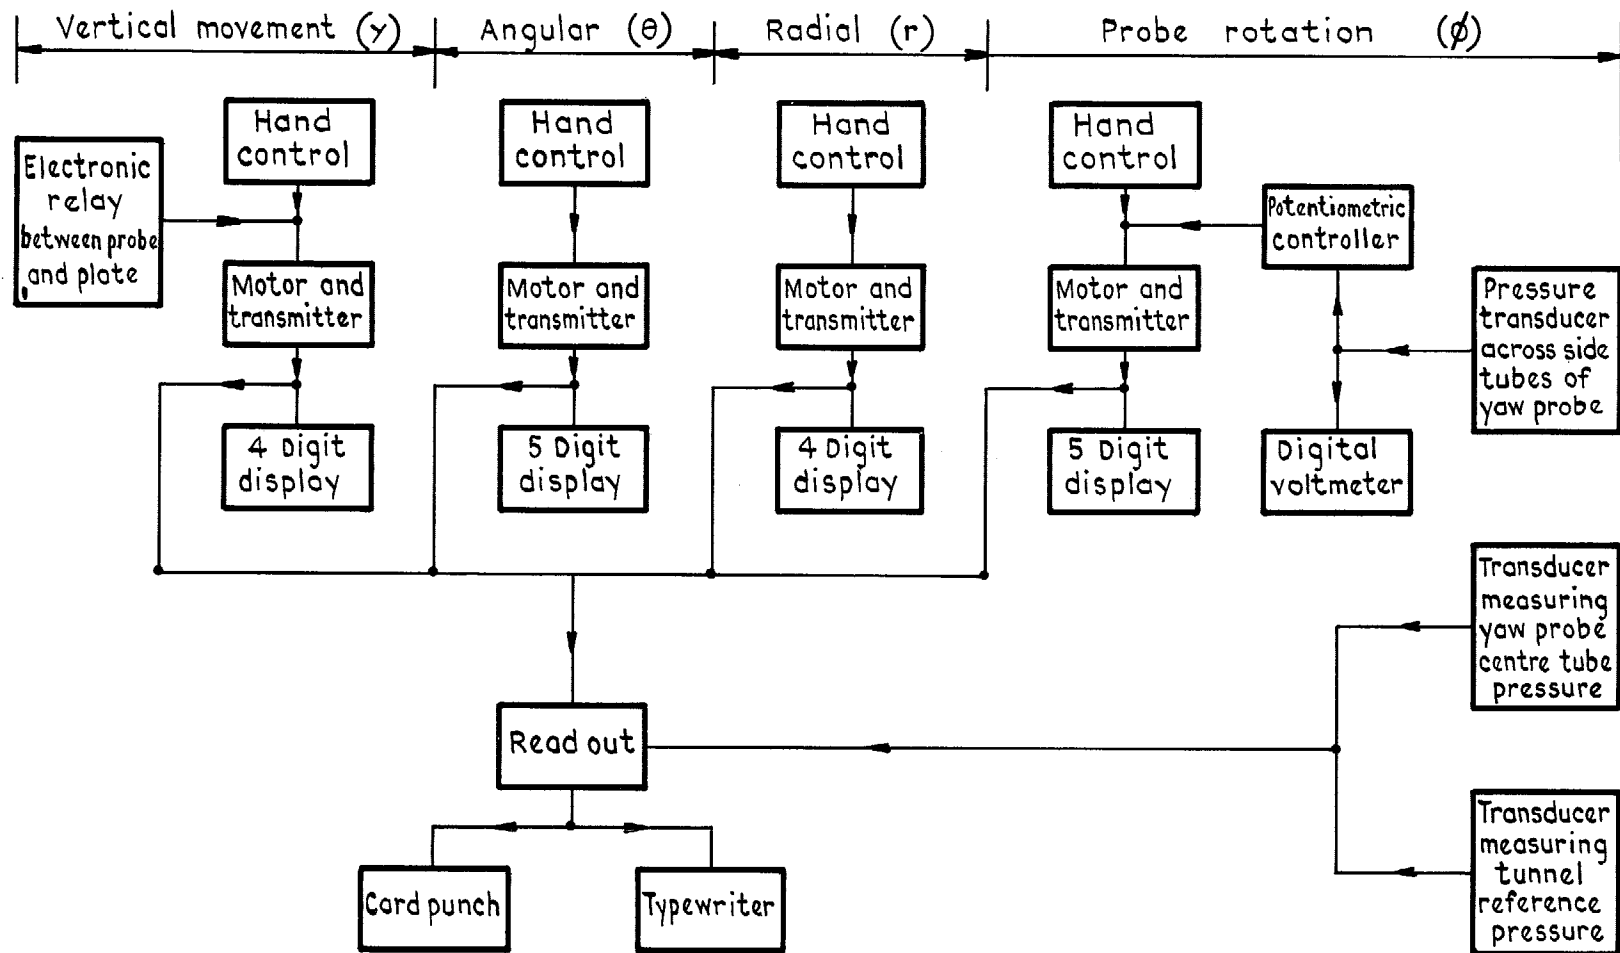 Vertical movement (y)
Angular (θ)
Radial (r)
Probe rotation (ϕ)
Hand
control
Electronic
relay
between probe
and plate
Motor and
transmitter
4 Digit
display
Hand
control
Motor and
transmitter
5 Digit
display
Hand
control
Motor and
transmitter
4 Digit
display
Hand
control
Potentiometric
controller
Motor and
transmitter
5 Digit
display
Digital
voltmeter
Pressure
transducer
across side
tubes of
yaw probe
Transducer
measuring
yaw probe
centre tube
pressure
Read out
Card punch
Typewriter
Transducer
measuring
tunnel
reference
pressure